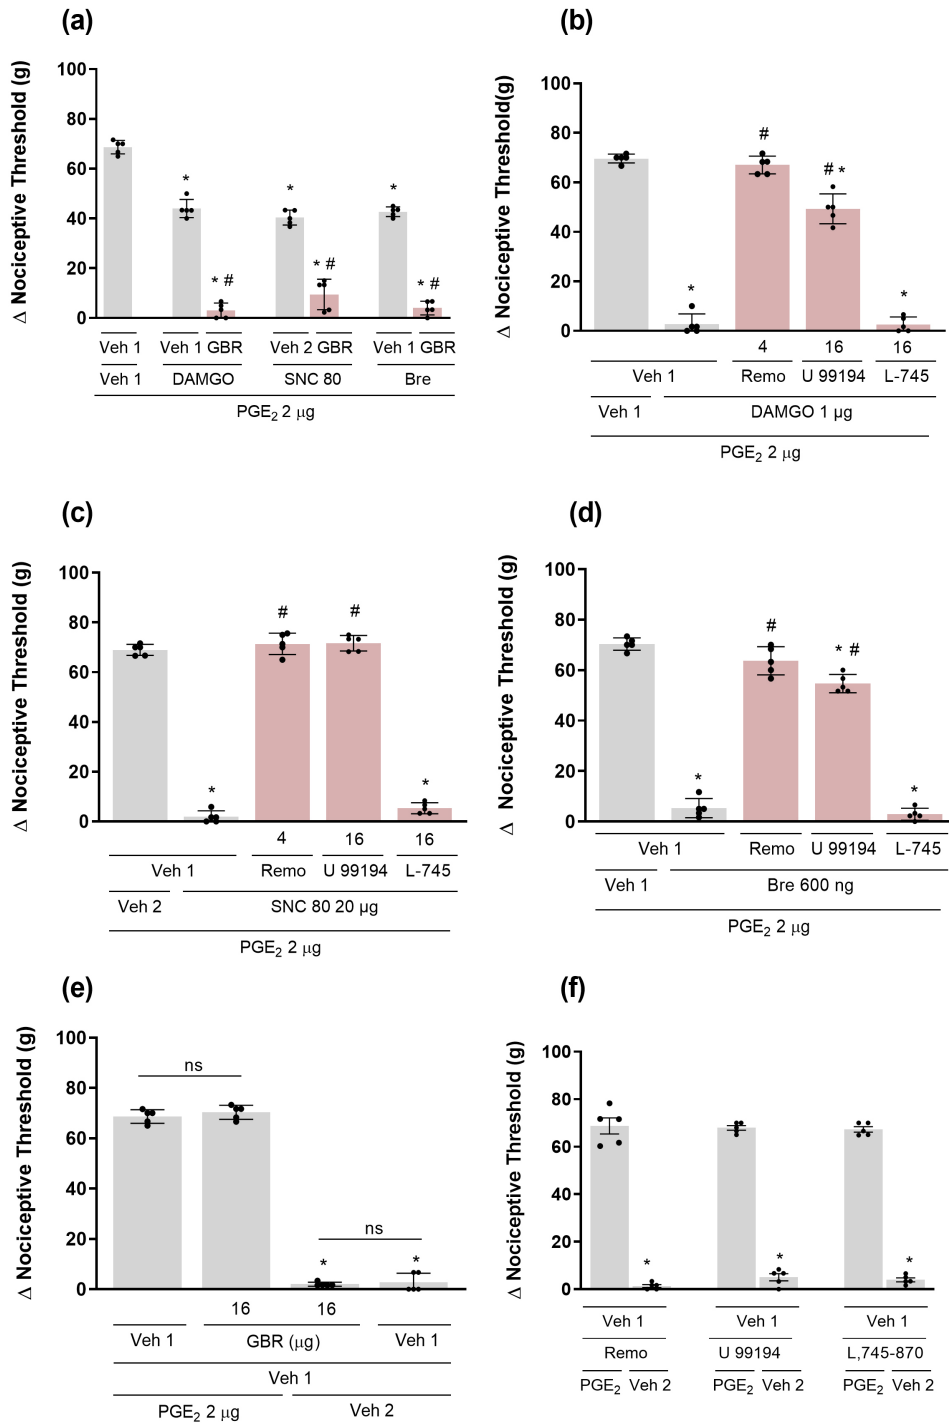 (a)
Δ Nociceptive Threshold (g)
100
80
60
40
20
0
*
* #
*
* #
*
* #
Veh 1 Veh 1 GBR Veh 2 GBR Veh 1 GBR
Veh 1 DAMGO SNC 80 Bre
PGE2 2 μg
(b)
Δ Nociceptive Threshold(g)
100
80
60
40
20
0
*
#
# *
*
4 16 16
Veh 1 Remo U 99194 L-745
Veh 1 DAMGO 1 μg
PGE2 2 μg
(c)
Δ Nociceptive Threshold (g)
100
80
60
40
20
0
*
#
#
*
4 16 16
Veh 1 Remo U 99194 L-745
Veh 2 SNC 80 20 μg
PGE2 2 μg
(d)
Δ Nociceptive Threshold (g)
100
80
60
40
20
0
*
#
* #
*
Veh 1 Remo U 99194 L-745
Veh 1 Bre 600 ng
PGE2 2 μg
(e)
Δ Nociceptive Threshold (g)
100
80
60
40
20
0
ns
ns
*
*
16 16
Veh 1 GBR (μg) Veh 1
Veh 1
PGE2 2 μg Veh 2
(f)
Δ Nociceptive Threshold (g)
100
80
60
40
20
0
*
*
*
Veh 1 Veh 1 Veh 1
Remo U 99194 L,745-870
PGE2 Veh 2 PGE2 Veh 2 PGE2 Veh 2